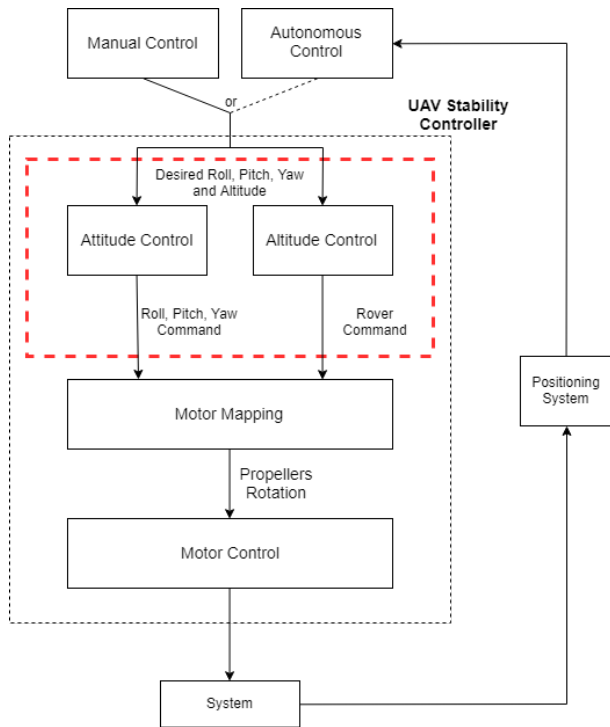 Manual Control
Autonomous
Control
or
UAV Stability
Controller
Desired Roll, Pitch, Yaw
and Altitude
Attitude Control
Altitude Control
Roll, Pitch, Yaw
Command
Rover
Command
Positioning
System
Motor Mapping
Propellers
Rotation
Motor Control
System